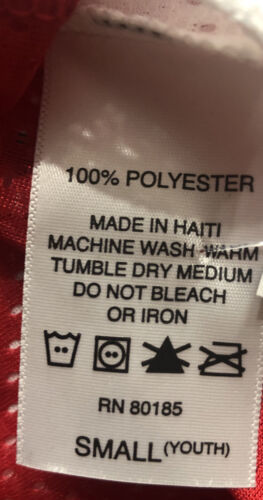 100% POLYESTER
MADE IN HAITI
MACHINE WASH WARM
TUMBLE DRY MEDIUM
DO NOT BLEACH
OR IRON
RN 80185
SMALL (YOUTH)